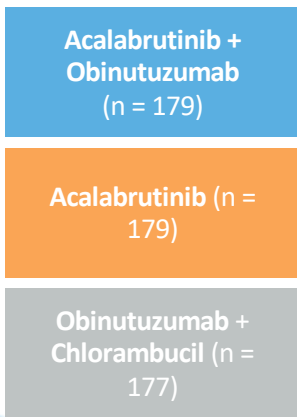 Acalabrutinib +
Obinutuzumab
(n = 179)
Acalabrutinib (n =
179)
Obinutuzumab +
Chlorambucil (n =
177)